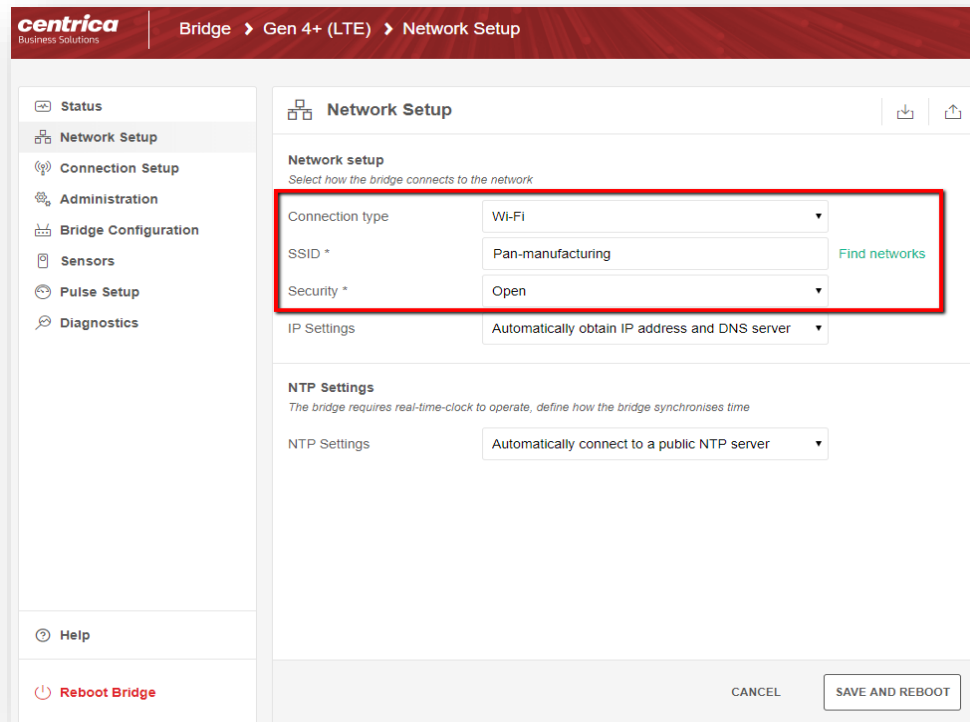 centrica
Business Solutions
Bridge > Gen 4+ (LTE) > Network Setup
Status
Network Setup
Connection Setup
Administration
Bridge Configuration
Sensors
Pulse Setup
Diagnostics
Help
Reboot Bridge
Network Setup
Network setup
Select how the bridge connects to the network
Connection type Wi-Fi
SSID * Pan-manufacturing Find networks
Security * Open
IP Settings Automatically obtain IP address and DNS server
NTP Settings
The bridge requires real-time-clock to operate, define how the bridge synchronises time
NTP Settings Automatically connect to a public NTP server
CANCEL SAVE AND REBOOT